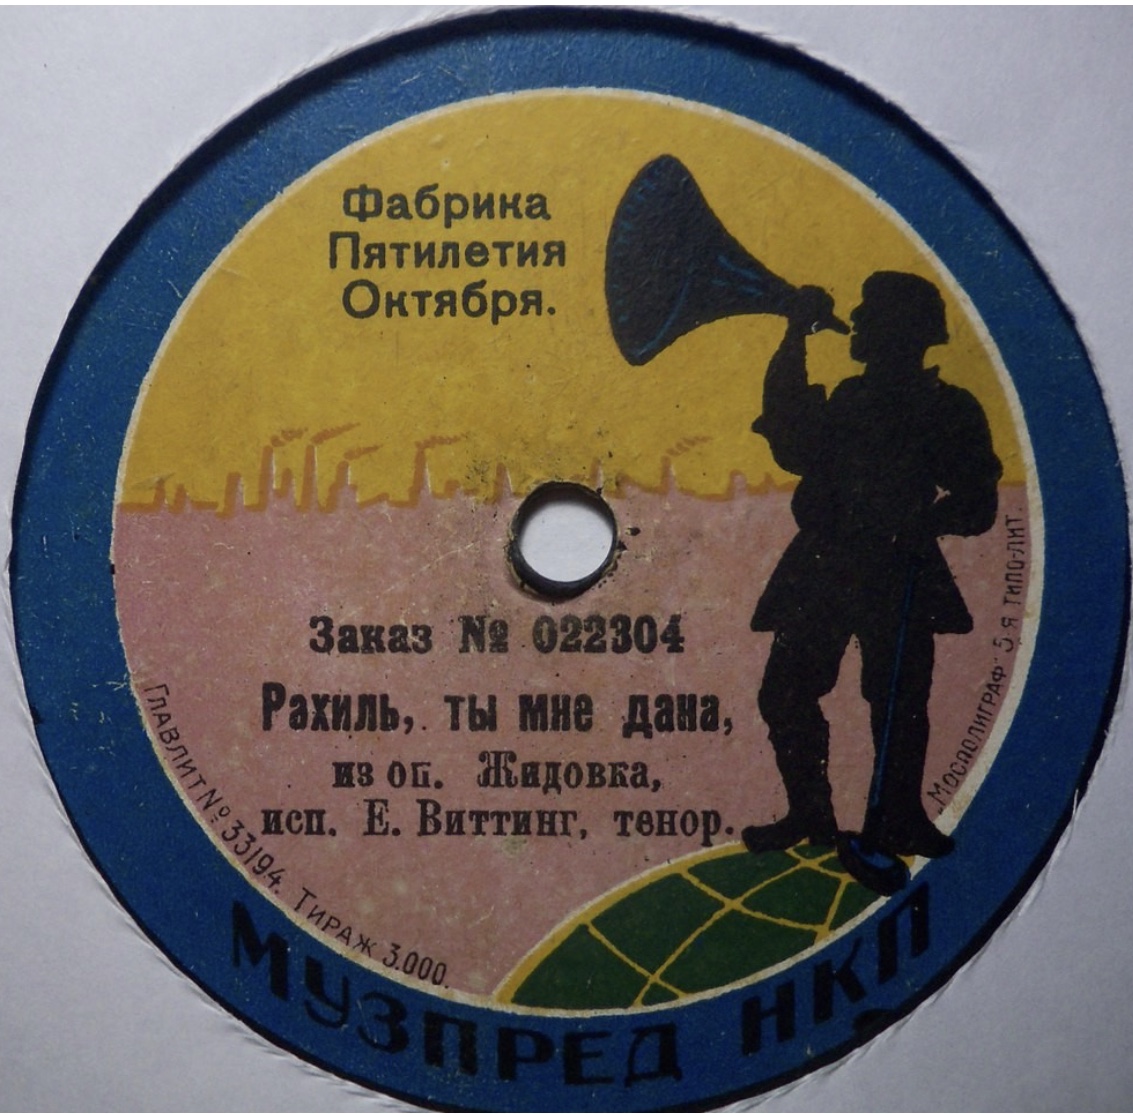 Фабрика
Пятилетия
Октября.
Заказ № 022304
Рахиль, ты мне дана,
из оп. Жидовка,
исп. Е. Виттинг, тенор.
Главлит № 33194. Тираж 3.000.
Мосполиграф- 5-я типо-лит.
МУЗПРЕД НКП